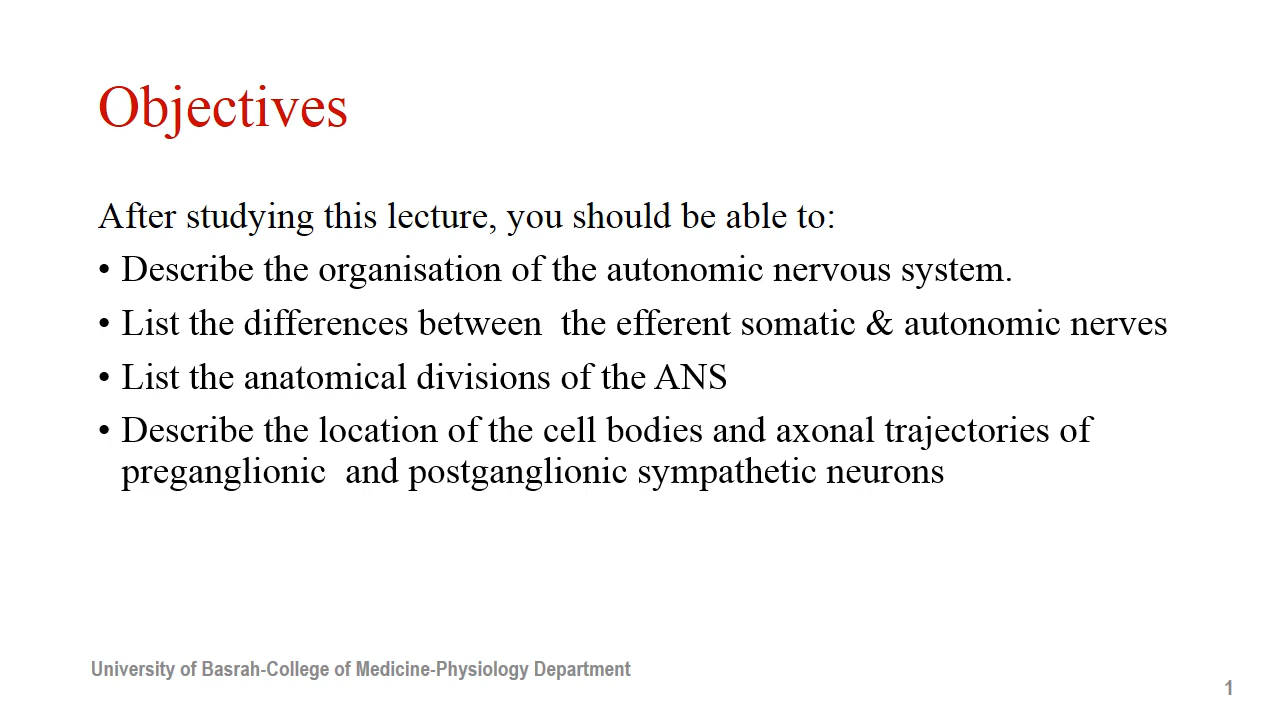 Objectives
After studying this lecture, you should be able to:
• Describe the organisation of the autonomic nervous system.
• List the differences between  the efferent somatic & autonomic nerves
• List the anatomical divisions of the ANS
• Describe the location of the cell bodies and axonal trajectories of
preganglionic  and postganglionic sympathetic neurons
University of Basrah-College of Medicine-Physiology Department
1